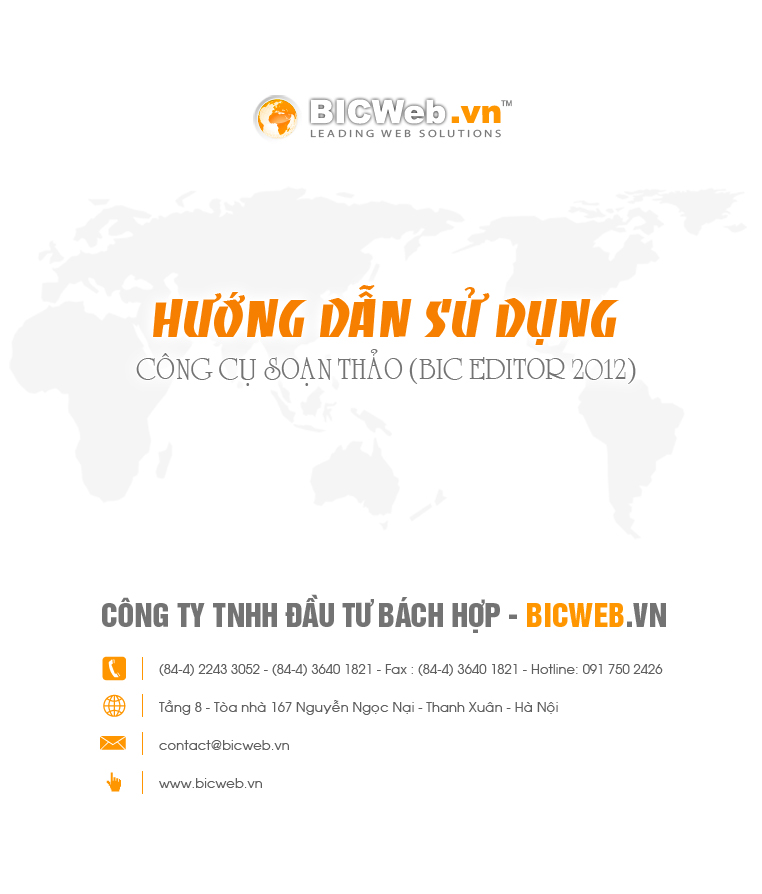 BICWeb.vn™
LEADING WEB SOLUTIONS
HƯỚNG DẪN SỬ DỤNG
CÔNG CỤ SOẠN THẢO (BIC EDITOR 2012)
CÔNG TY TNHH ĐẦU TƯ BÁCH HỢP - BICWEB.VN
(84-4) 2243 3052 - (84-4) 3640 1821 - Fax : (84-4) 3640 1821 - Hotline: 091 750 2426
Tầng 8 - Tòa nhà 167 Nguyễn Ngọc Nại - Thanh Xuân - Hà Nội
contact@bicweb.vn
www.bicweb.vn